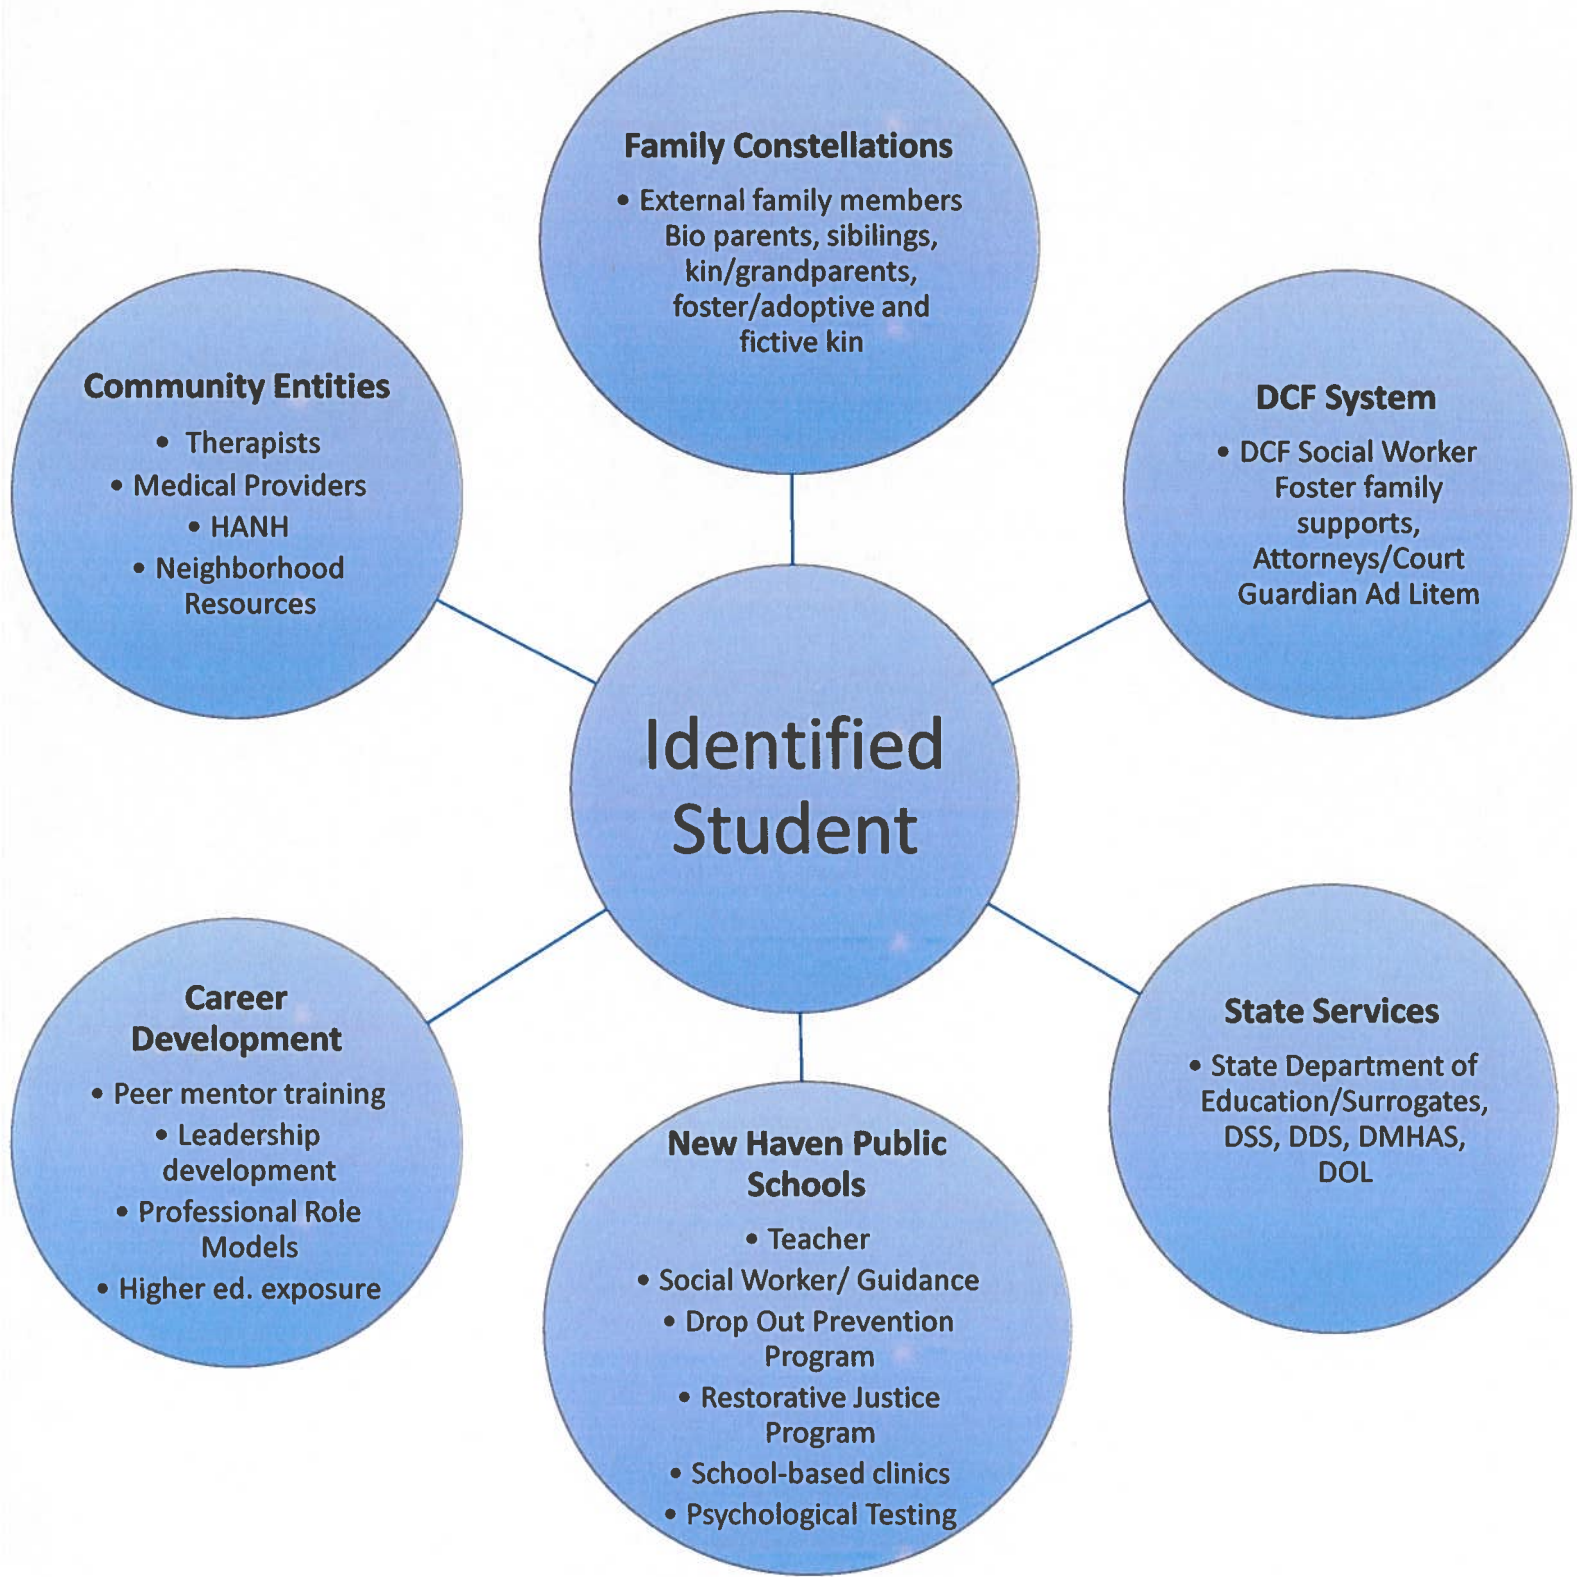 Family Constellations
• External family members
Bio parents, sibilings,
kin/grandparents,
foster/adoptive and
fictive kin
Community Entities
• Therapists
• Medical Providers
• HANH
• Neighborhood
Resources
DCF System
• DCF Social Worker
Foster family
supports,
Attorneys/Court
Guardian Ad Litem
Identified
Student
Career
Development
• Peer mentor training
• Leadership
development
• Professional Role
Models
• Higher ed. exposure
State Services
• State Department of
Education/Surrogates,
DSS, DDS, DMHAS,
DOL
New Haven Public
Schools
• Teacher
• Social Worker/ Guidance
• Drop Out Prevention
Program
• Restorative Justice
Program
• School-based clinics
• Psychological Testing